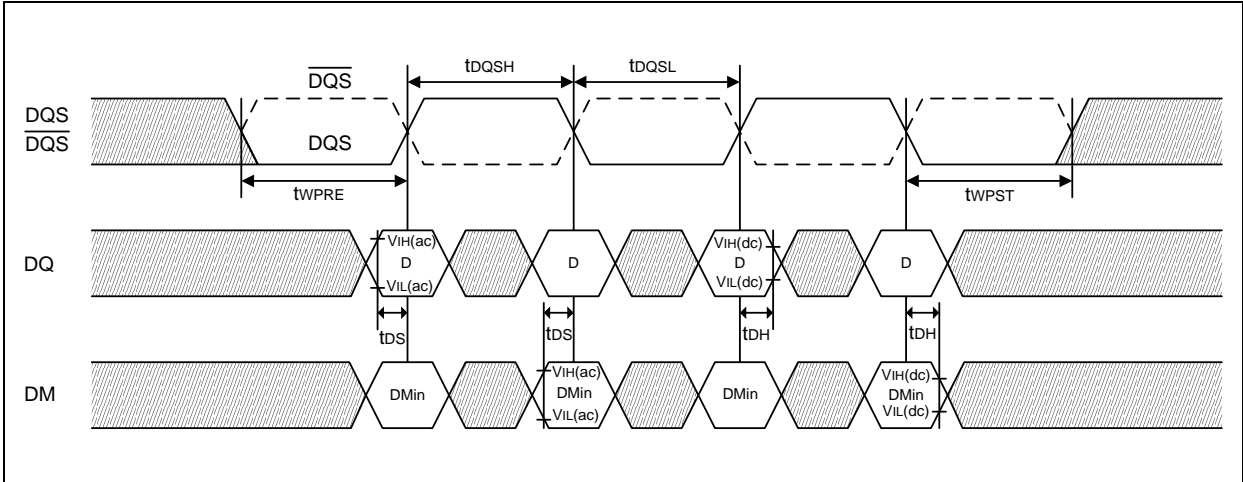 DQS
tDQSH
tDQSL
DQS
DQS
DQS
tWPRE
tWPST
DQ
VIH(ac)
D
VIL(ac)
D
VIH(dc)
D
VIL(dc)
D
tDS
tDS
tDH
tDH
DM
DMin
VIH(ac)
DMin
VIL(ac)
DMin
VIH(dc)
DMin
VIL(dc)